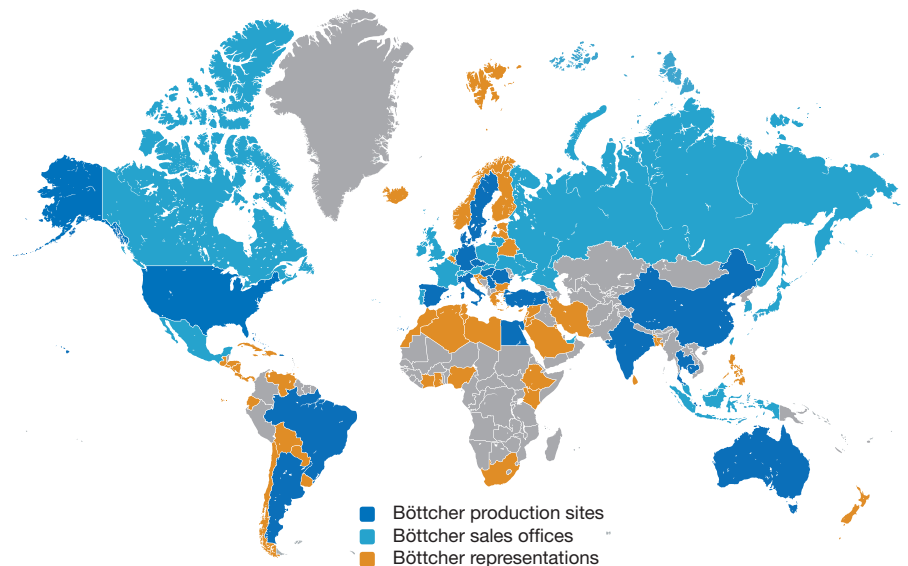 Böttcher production sites
Böttcher sales offices
Böttcher representations